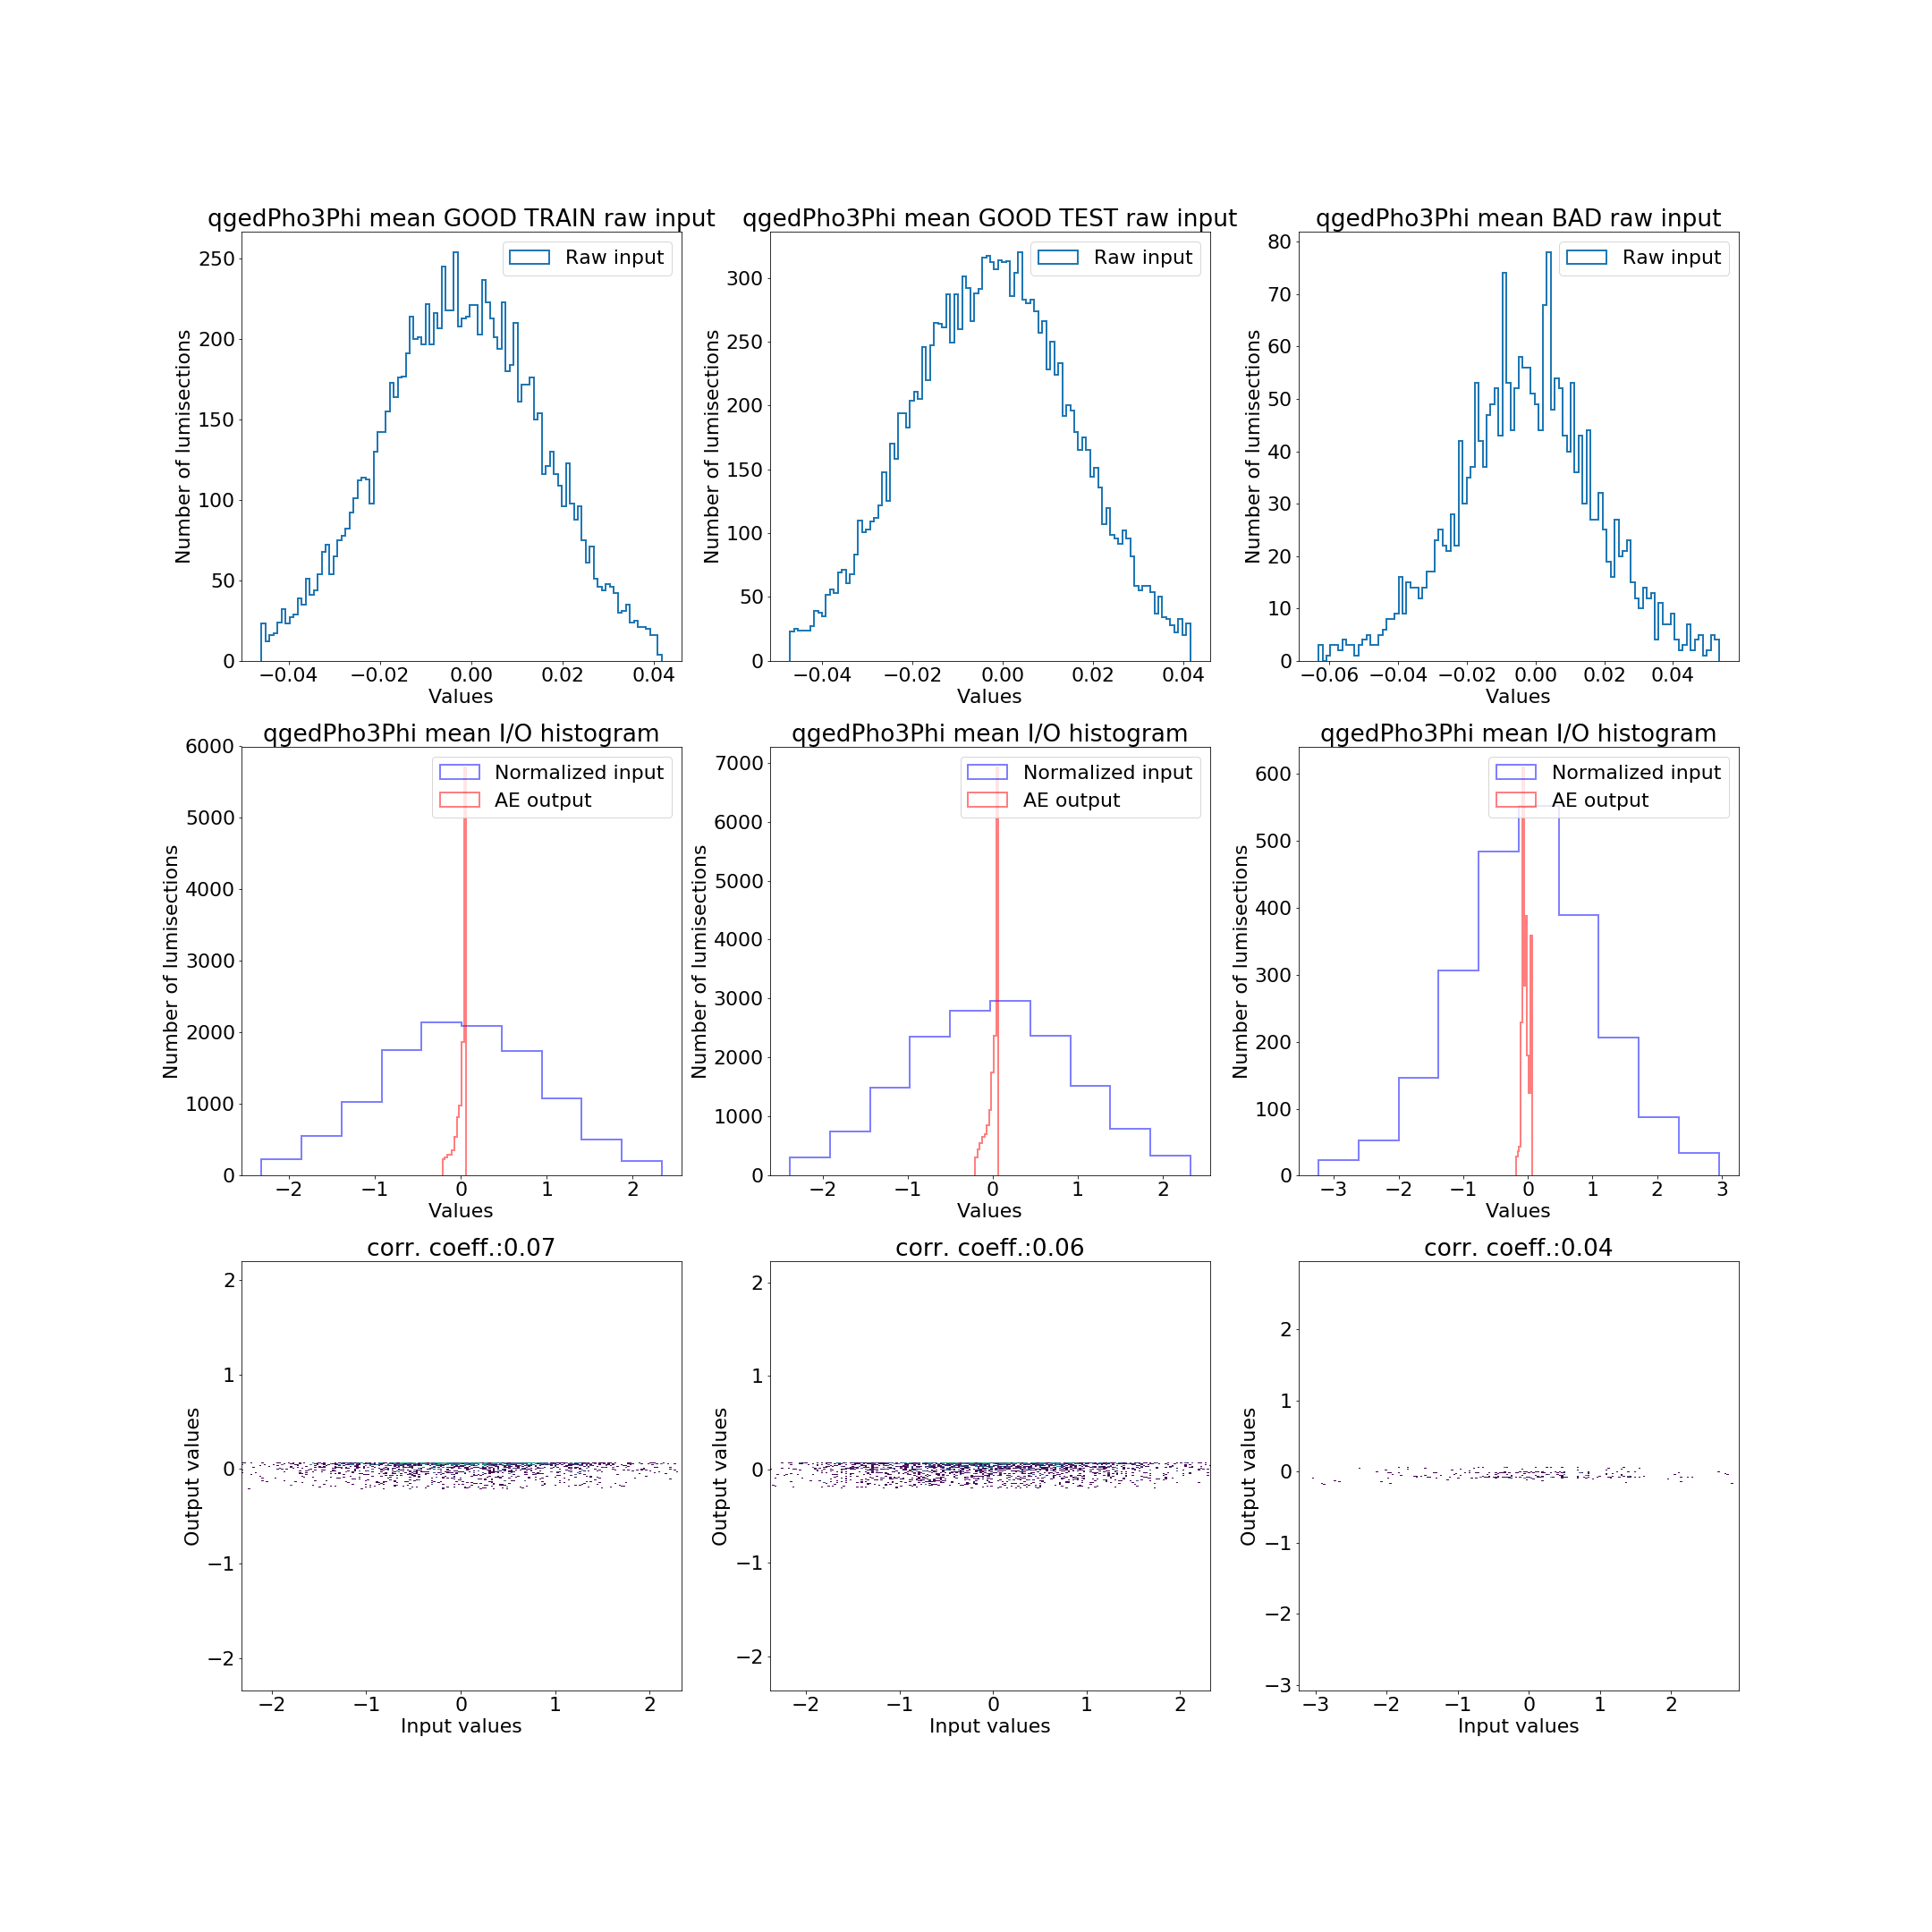 qgedPho3Phi mean GOOD TRAIN raw input
Raw input
Number of lumisections
250
200
150
100
50
0
−0.04 −0.02 0.00 0.02 0.04
Values
qgedPho3Phi mean GOOD TEST raw input
Raw input
Number of lumisections
300
250
200
150
100
50
0
−0.04 −0.02 0.00 0.02 0.04
Values
qgedPho3Phi mean BAD raw input
Raw input
Number of lumisections
80
70
60
50
40
30
20
10
0
−0.06 −0.04 −0.02 0.00 0.02 0.04
Values
qgedPho3Phi mean I/O histogram
Normalized input
AE output
Number of lumisections
6000
5000
4000
3000
2000
1000
0
−2 −1 0 1 2
Values
qgedPho3Phi mean I/O histogram
Normalized input
AE output
Number of lumisections
7000
6000
5000
4000
3000
2000
1000
0
−2 −1 0 1 2
Values
qgedPho3Phi mean I/O histogram
Normalized input
AE output
Number of lumisections
600
500
400
300
200
100
0
−3 −2 −1 0 1 2 3
Values
corr. coeff.:0.07
Output values
2
1
0
−1
−2
−2 −1 0 1 2
Input values
corr. coeff.:0.06
Output values
2
1
0
−1
−2
−2 −1 0 1 2
Input values
corr. coeff.:0.04
Output values
2
1
0
−1
−2
−3
−3 −2 −1 0 1 2
Input values